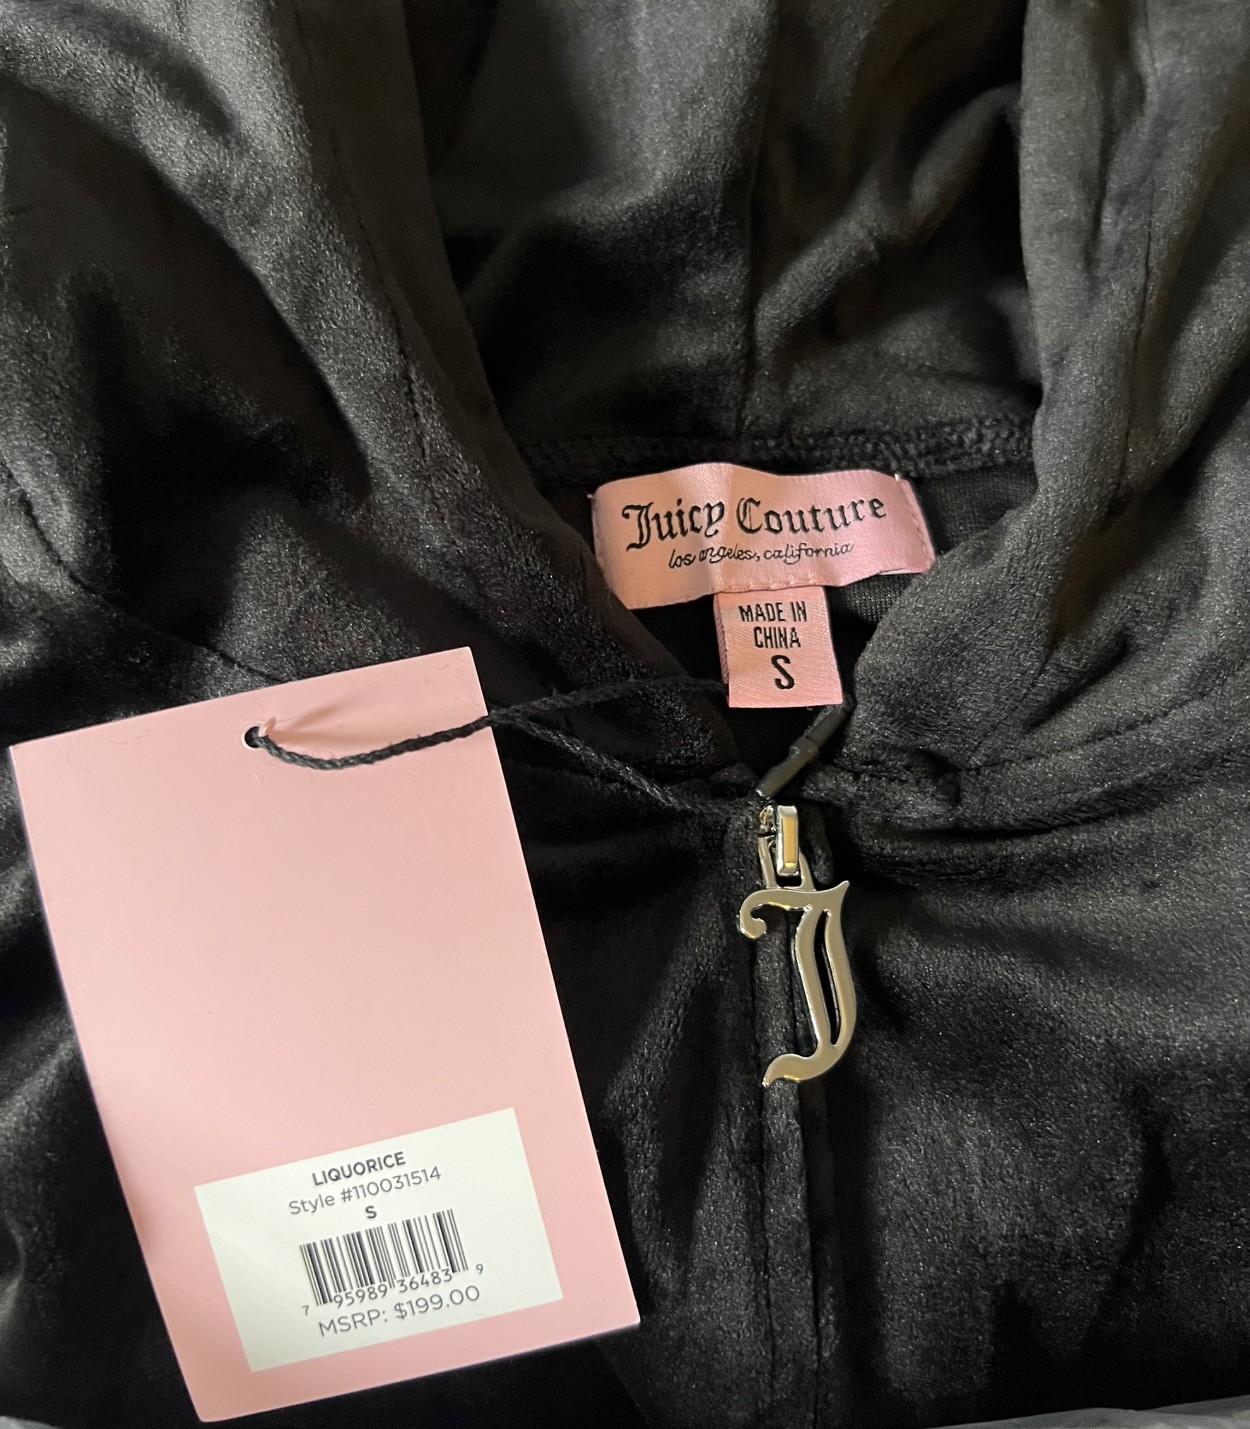 Juicy Couture
los angeles, california
MADE IN
CHINA
S
LIQUORICE
Style #110031514
S
7 95989 36483 9
MSRP: $199.00